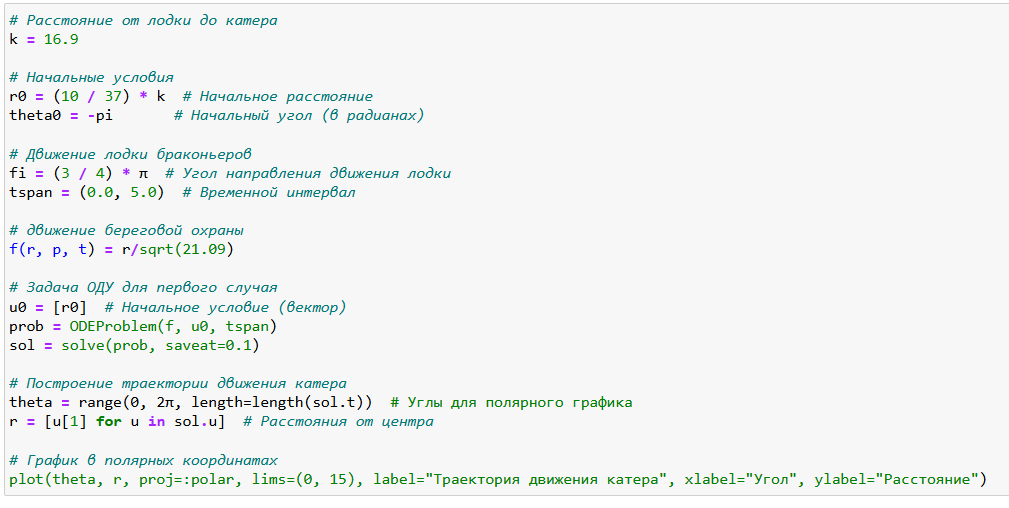 # Расстояние от лодки до катера
k = 16.9
# Начальные условия
r0 = (10 / 37) * k  # Начальное расстояние
theta0 = -pi       # Начальный угол (в радианах)
# Движение лодки браконьеров
fi = (3 / 4) * π  # Угол направления движения лодки
tspan = (0.0, 5.0)  # Временной интервал
# движение береговой охраны
f(r, p, t) = r/sqrt(21.09)
# Задача ОДУ для первого случая
u0 = [r0]  # Начальное условие (вектор)
prob = ODEProblem(f, u0, tspan)
sol = solve(prob, saveat=0.1)
# Построение траектории движения катера
theta = range(0, 2π, length=length(sol.t))  # Углы для полярного графика
r = [u[1] for u in sol.u]  # Расстояния от центра
# График в полярных координатах
plot(theta, r, proj=:polar, lims=(0, 15), label="Траектория движения катера", xlabel="Угол", ylabel="Расстояние")